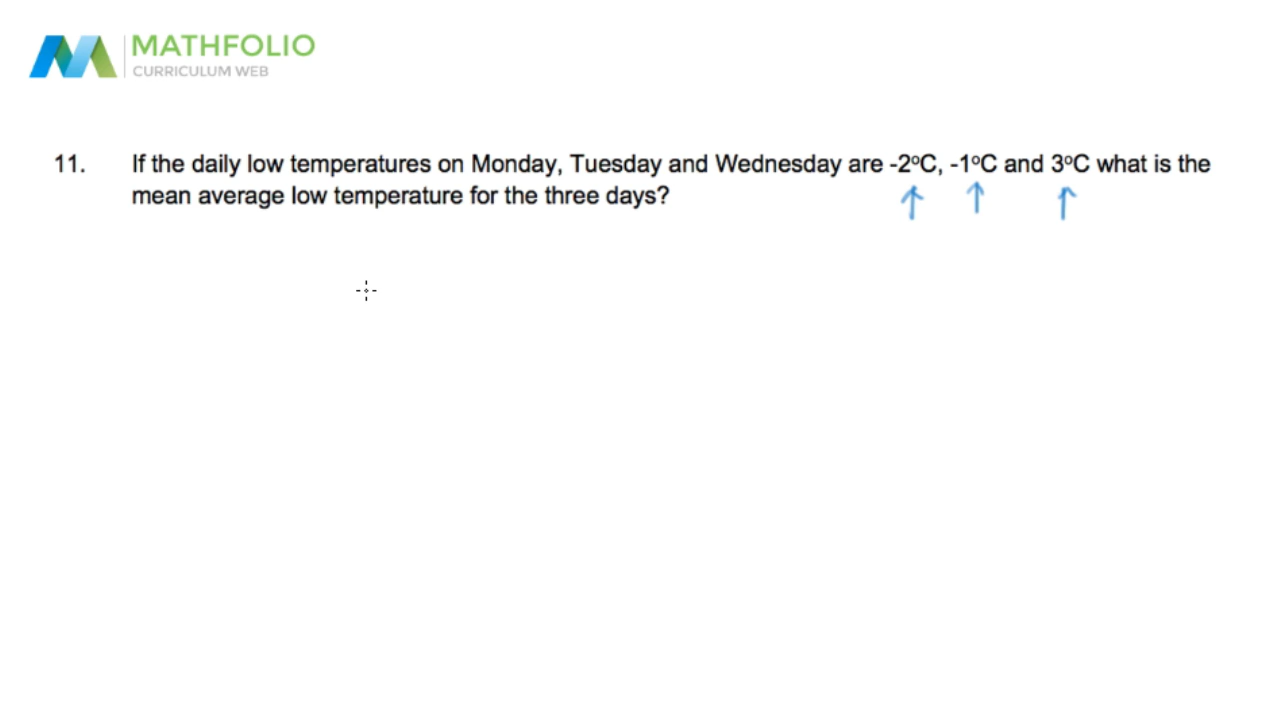 MATHFOLIO
CURRICULUM WEB
11. If the daily low temperatures on Monday, Tuesday and Wednesday are -2ºC, -1ºC and 3ºC what is the
mean average low temperature for the three days?